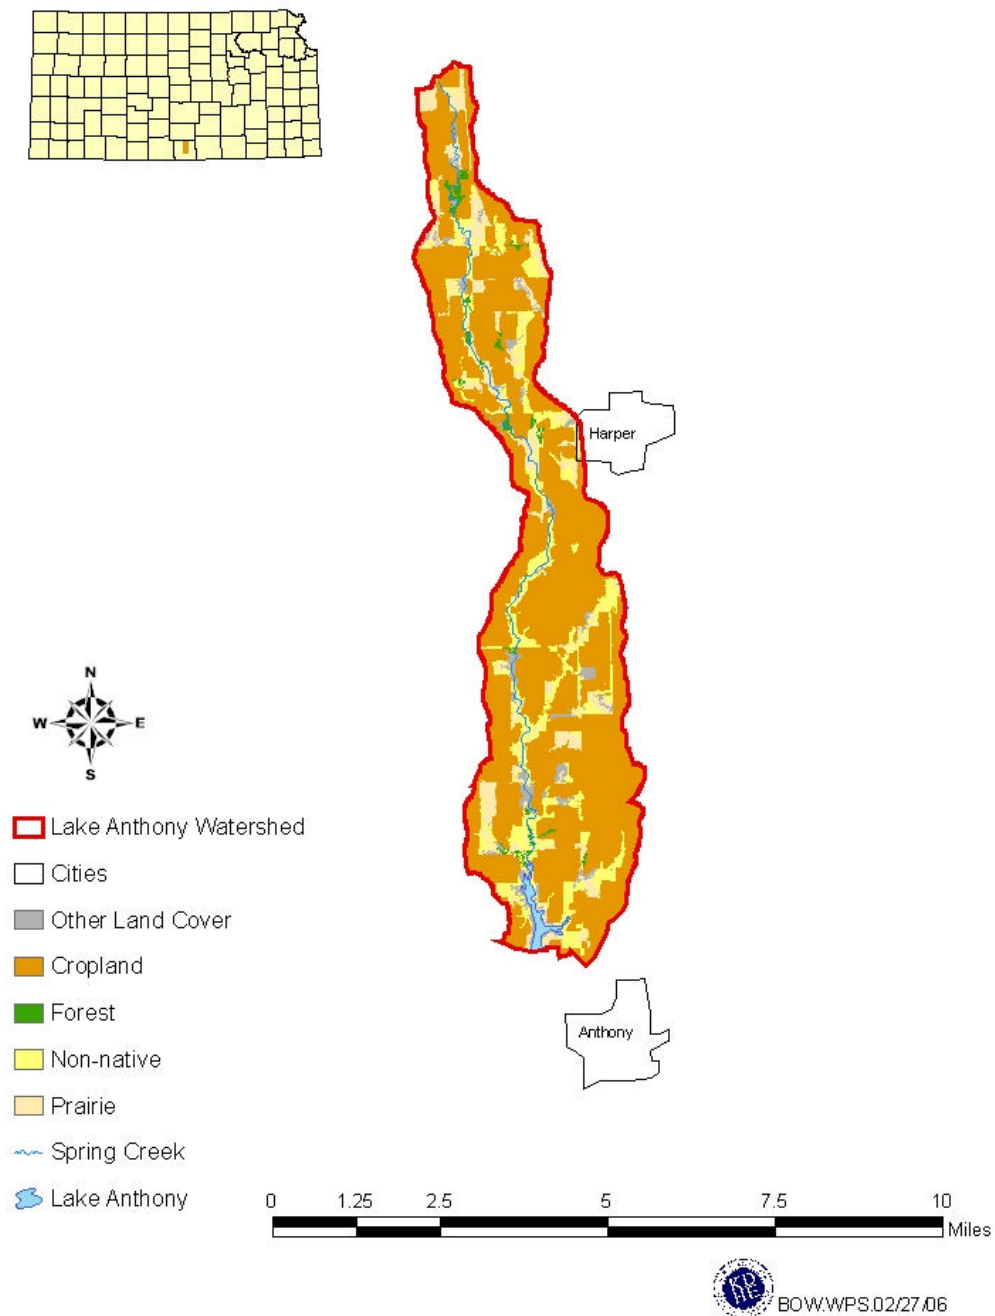 Harper
N
W E
S
Lake Anthony Watershed
Cities
Other Land Cover
Cropland
Forest
Non-native
Prairie
Spring Creek
Lake Anthony
Anthony
0 1.25 2.5 5 7.5 10
Miles
KDHE
BOW.WPS.02/27/06